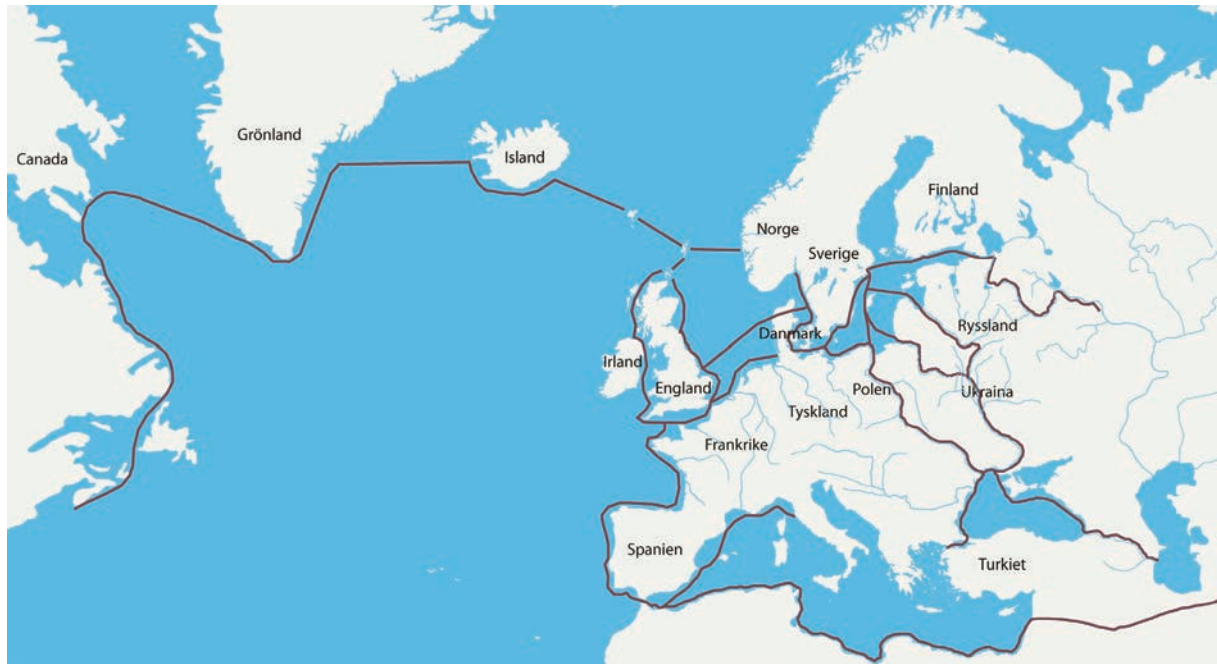 Grönland
Canada
Island
Finland
Norge
Sverige
Danmark
Ryssland
Irland
England
Polen
Ukraina
Tyskland
Frankrike
Spanien
Turkiet